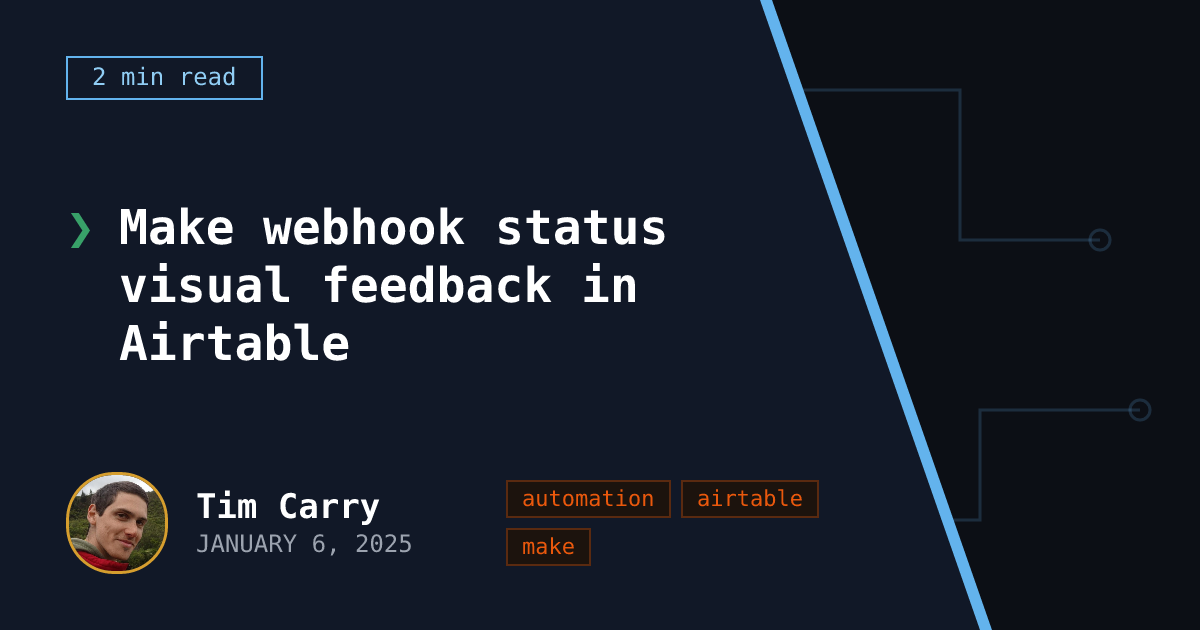 2 min read
❯ Make webhook status
visual feedback in
Airtable
Tim Carry
JANUARY 6, 2025
automation airtable
make